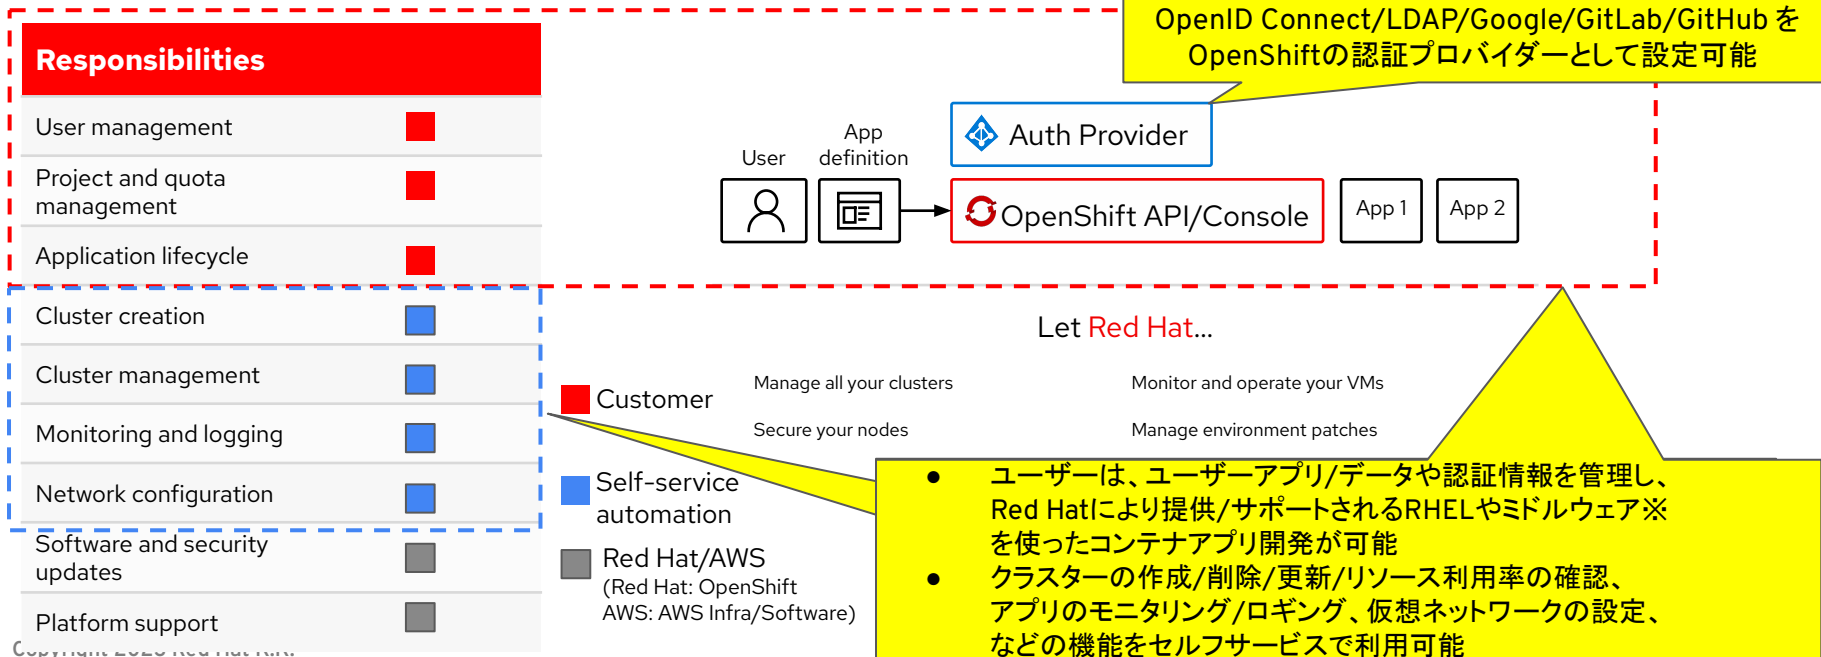 OpenID Connect/LDAP/Google/GitLab/GitHub を
OpenShiftの認証プロバイダーとして設定可能
Responsibilities
User management
Project and quota
management
Application lifecycle
Cluster creation
Cluster management
Monitoring and logging
Network configuration
Software and security
updates
Platform support
User
App
definition
Auth Provider
OpenShift API/Console
App 1
App 2
Let Red Hat...
Manage all your clusters
Monitor and operate your VMs
Secure your nodes
Manage environment patches
Customer
Self-service
automation
Red Hat/AWS
(Red Hat: OpenShift
AWS: AWS Infra/Software)
● ユーザーは、ユーザーアプリ/データや認証情報を管理し、
Red Hatにより提供/サポートされるRHELやミドルウェア※
を使ったコンテナアプリ開発が可能
● クラスターの作成/削除/更新/リソース利用率の確認、
アプリのモニタリング/ロギング、仮想ネットワークの設定、
などの機能をセルフサービスで利用可能
Red Hat K.K.